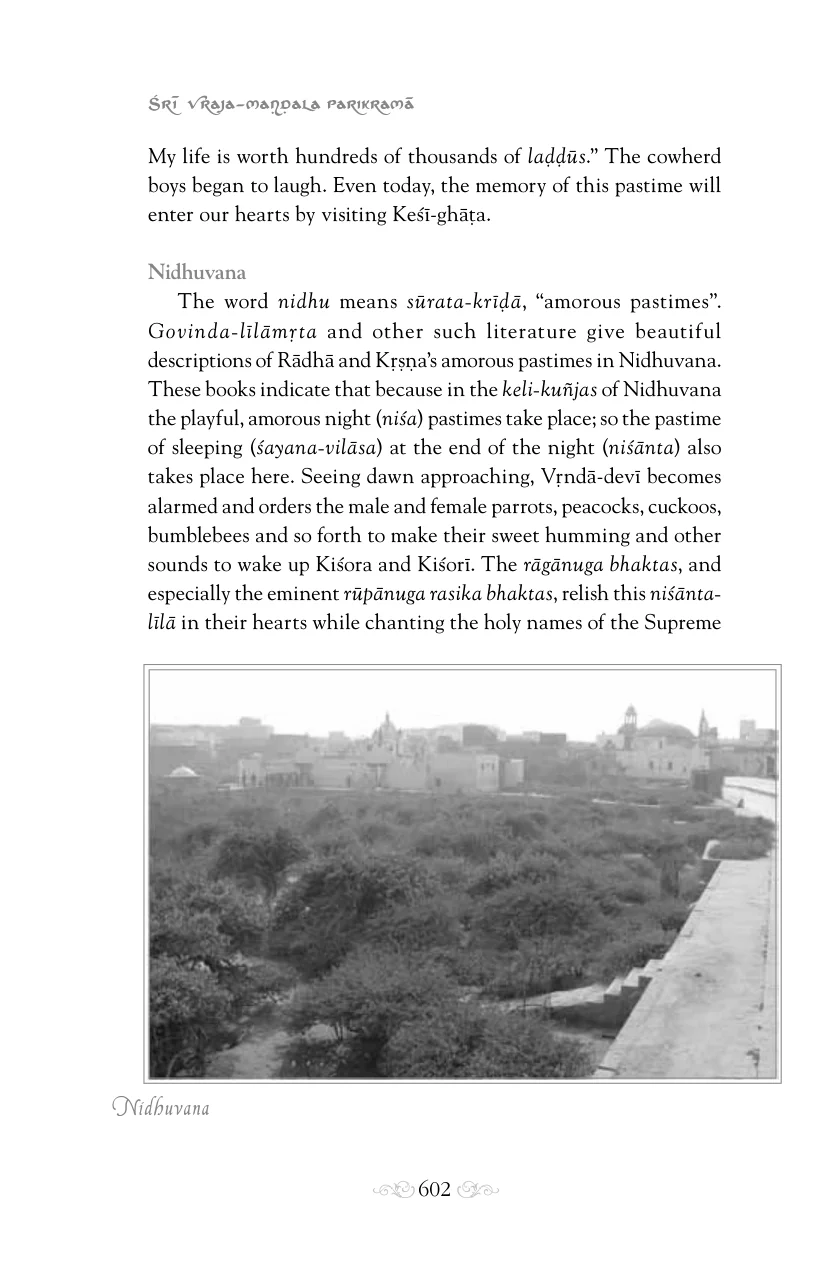 Śrī Vraja-maṇḍala Parikramā
My life is worth hundreds of thousands of laḍḍūs.” The cowherd
boys began to laugh. Even today, the memory of this pastime will
enter our hearts by visiting Keśī-ghāṭa.
Nidhuvana
The word nidhu means sūrata-krīḍā, “amorous pastimes”.
Govinda-līlāmṛta and other such literature give beautiful
descriptions of Rādhā and Kṛṣṇa’s amorous pastimes in Nidhuvana.
These books indicate that because in the keli-kuñjas of Nidhuvana
the playful, amorous night (niśa) pastimes take place; so the pastime
of sleeping (śayana-vilāsa) at the end of the night (niśānta) also
takes place here. Seeing dawn approaching, Vṛndā-devī becomes
alarmed and orders the male and female parrots, peacocks, cuckoos,
bumblebees and so forth to make their sweet humming and other
sounds to wake up Kiśora and Kiśorī. The rāgānuga bhaktas, and
especially the eminent rūpānuga rasika bhaktas, relish this niśānta-
līlā in their hearts while chanting the holy names of the Supreme
Nidhuvana
602